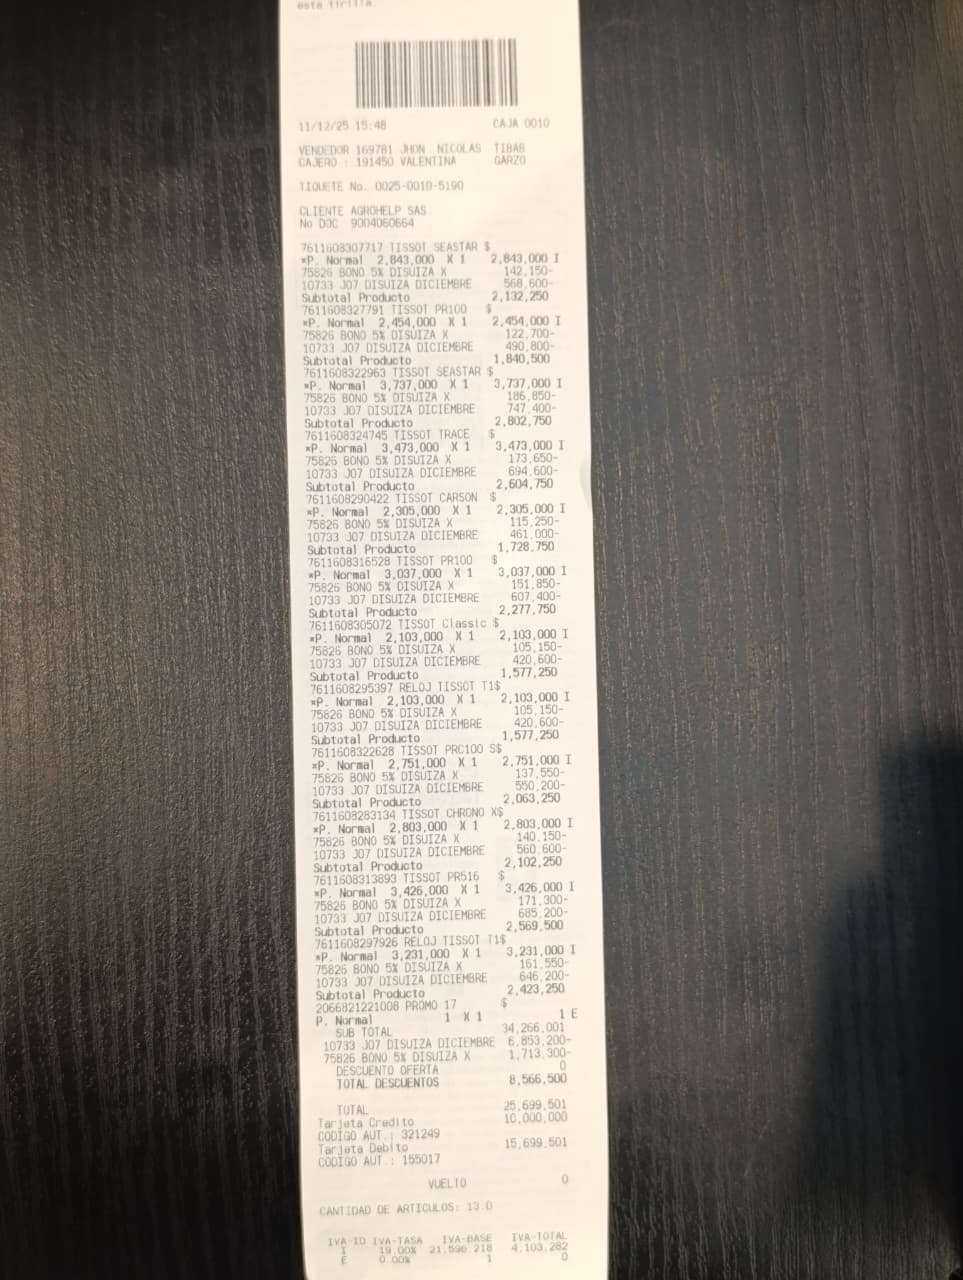 esta tirilla.
11/12/25 15:48 CAJA 0010
VENDEDOR 169781 JHON NICOLAS TIBAB
CAJERO : 191450 VALENTINA GARZO
TIQUETE No. 0025-0010-5190
CLIENTE AGROHELP SAS
No DOC 9004060664
7611608307717 TISSOT SEASTAR $
*P. Normal 2,843,000 X 1 2,843,000 I
75826 BONO 5% DISUIZA X 142,150-
10733 J07 DISUIZA DICIEMBRE 568,600-
Subtotal Producto 2,132,250
7611608327791 TISSOT PR100 $
*P. Normal 2,454,000 X 1 2,454,000 I
75826 BONO 5% DISUIZA X 122,700-
10733 J07 DISUIZA DICIEMBRE 490,800-
Subtotal Producto 1,840,500
7611608322963 TISSOT SEASTAR $
*P. Normal 3,737,000 X 1 3,737,000 I
75826 BONO 5% DISUIZA X 186,850-
10733 J07 DISUIZA DICIEMBRE 747,400-
Subtotal Producto 2,802,750
7611608324745 TISSOT TRACE $
*P. Normal 3,473,000 X 1 3,473,000 I
75826 BONO 5% DISUIZA X 173,650-
10733 J07 DISUIZA DICIEMBRE 694,600-
Subtotal Producto 2,604,750
7611608290422 TISSOT CARSON $
*P. Normal 2,305,000 X 1 2,305,000 I
75826 BONO 5% DISUIZA X 115,250-
10733 J07 DISUIZA DICIEMBRE 461,000-
Subtotal Producto 1,728,750
7611608316528 TISSOT PR100 $
*P. Normal 3,037,000 X 1 3,037,000 I
75826 BONO 5% DISUIZA X 151,850-
10733 J07 DISUIZA DICIEMBRE 607,400-
Subtotal Producto 2,277,750
7611608305072 TISSOT Classic $
*P. Normal 2,103,000 X 1 2,103,000 I
75826 BONO 5% DISUIZA X 105,150-
10733 J07 DISUIZA DICIEMBRE 420,600-
Subtotal Producto 1,577,250
7611608295397 RELOJ TISSOT T1$
*P. Normal 2,103,000 X 1 2,103,000 I
75826 BONO 5% DISUIZA X 105,150-
10733 J07 DISUIZA DICIEMBRE 420,600-
Subtotal Producto 1,577,250
7611608322628 TISSOT PRC100 S$
*P. Normal 2,751,000 X 1 2,751,000 I
75826 BONO 5% DISUIZA X 137,550-
10733 J07 DISUIZA DICIEMBRE 550,200-
Subtotal Producto 2,063,250
7611608283134 TISSOT CHRONO X$
*P. Normal 2,803,000 X 1 2,803,000 I
75826 BONO 5% DISUIZA X 140,150-
10733 J07 DISUIZA DICIEMBRE 560,600-
Subtotal Producto 2,102,250
7611608313893 TISSOT PR516 $
*P. Normal 3,426,000 X 1 3,426,000 I
75826 BONO 5% DISUIZA X 171,300-
10733 J07 DISUIZA DICIEMBRE 685,200-
Subtotal Producto 2,569,500
7611608297926 RELOJ TISSOT T1$
*P. Normal 3,231,000 X 1 3,231,000 I
75826 BONO 5% DISUIZA X 161,550-
10733 J07 DISUIZA DICIEMBRE 646,200-
Subtotal Producto 2,423,250
2066821221008 PROMO 17 $
P. Normal 1 X 1 1 E
SUB TOTAL 34,266,001
10733 J07 DISUIZA DICIEMBRE 6,853,200-
75826 BONO 5% DISUIZA X 1,713,300-
DESCUENTO OFERTA 0
TOTAL DESCUENTOS 8,566,500
TOTAL 25,699,501
Tarjeta Credito 10,000,000
CODIGO AUT.: 321249
Tarjeta Debito 15,699,501
CODIGO AUT.: 155017
VUELTO 0
CANTIDAD DE ARTICULOS: 13.0
IVA-ID IVA-TASA IVA-BASE IVA-TOTAL
I 19.00% 21,596,218 4,103,282
E 0.00% 1 0